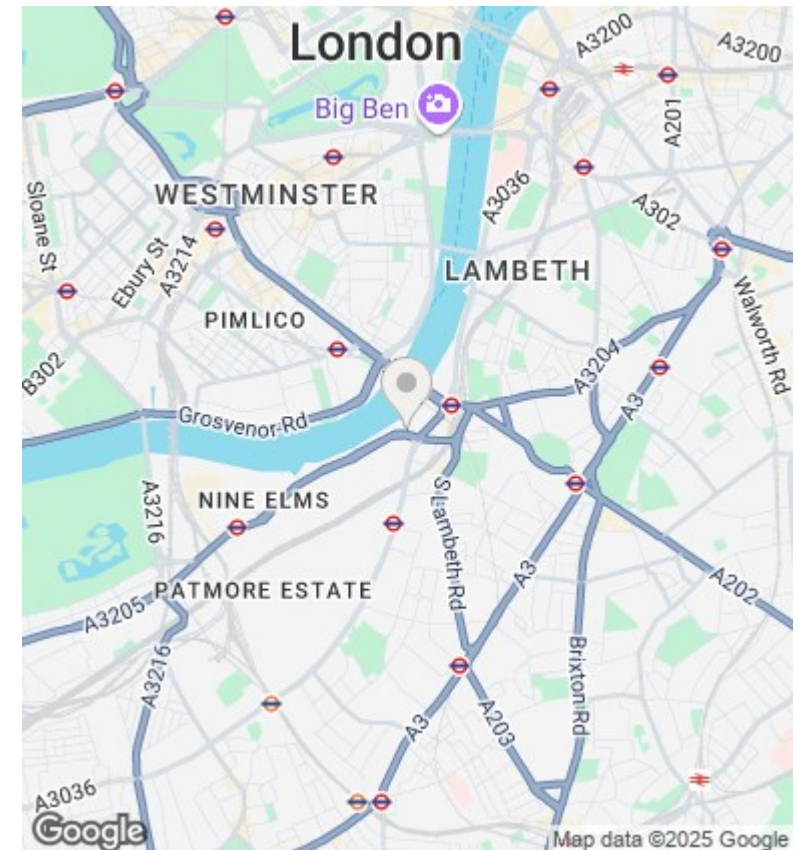 London
A3200
A3200
Big Ben
A201
WESTMINSTER
A3036
A302
Sloane St
Ebury St
A3214
LAMBETH
Walworth Rd
PIMLICO
B302
A3204
A3
Grosvenor Rd
A3216
NINE ELMS
S Lambeth Rd
PATMORE ESTATE
A3
A202
A3205
A3216
Brixton Rd
A203
A3
A3036
Google
Map data ©2025 Google